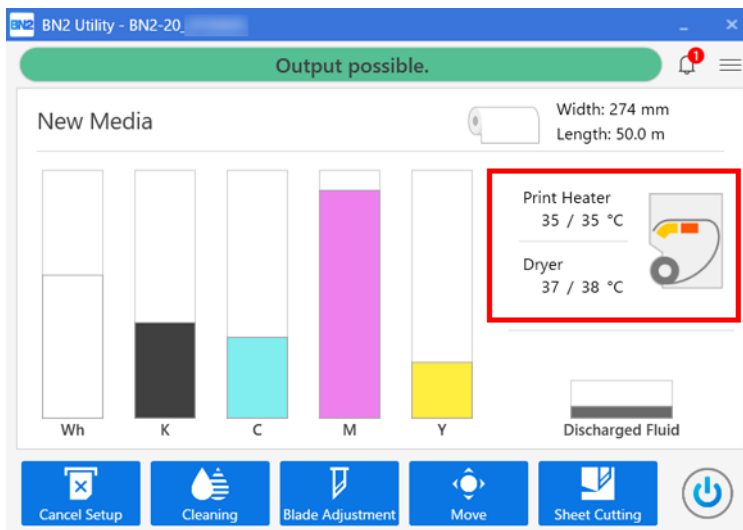 BN2 BN2 Utility - BN2-20_
Output possible.
1
New Media
Width: 274 mm
Length: 50.0 m
Print Heater
35 / 35 °C
Dryer
37 / 38 °C
Wh
K
C
M
Y
Discharged Fluid
Cancel Setup
Cleaning
Blade Adjustment
Move
Sheet Cutting